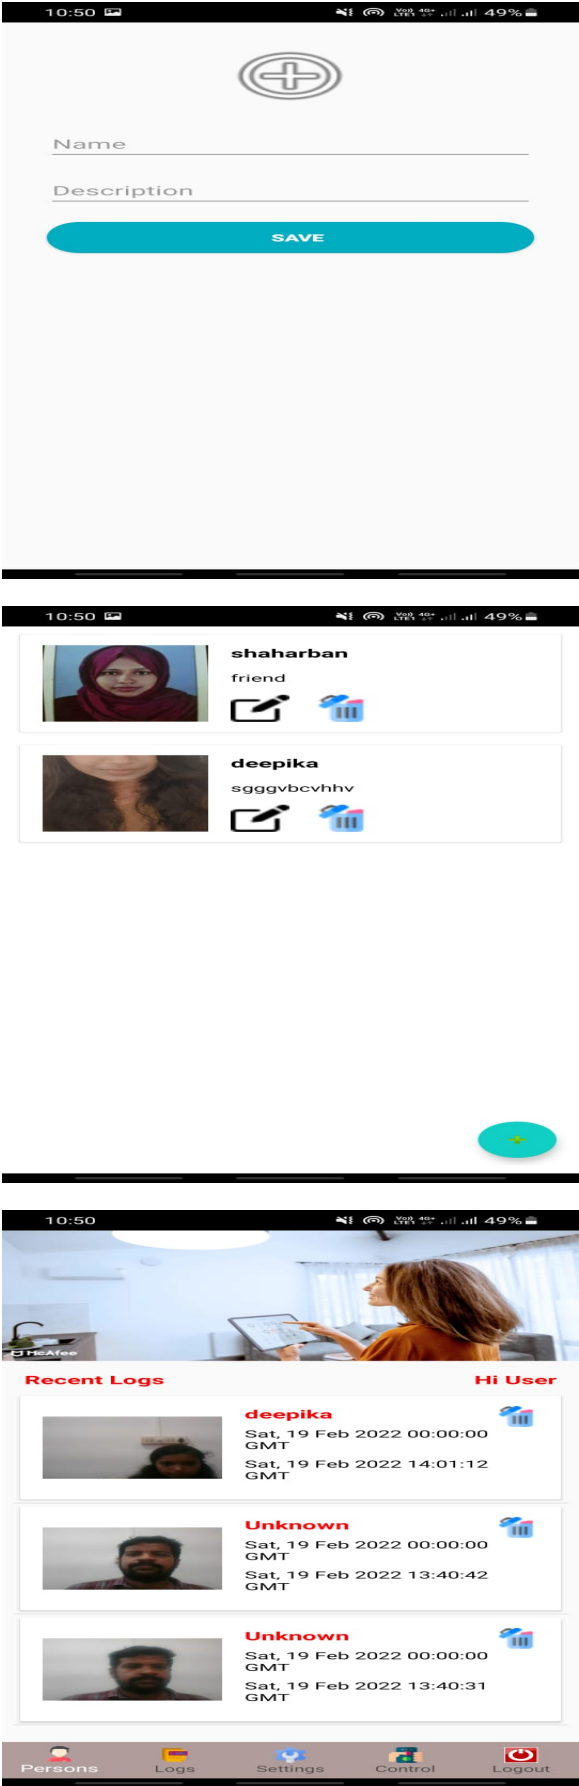 10:50 49%
Name
Description
SAVE
10:50 49%
shaharban
friend
deepika
sgggvbcvhhv
10:50 49%
McAfee
Recent Logs Hi User
deepika
Sat, 19 Feb 2022 00:00:00
GMT
Sat, 19 Feb 2022 14:01:12
GMT
Unknown
Sat, 19 Feb 2022 00:00:00
GMT
Sat, 19 Feb 2022 13:40:42
GMT
Unknown
Sat, 19 Feb 2022 00:00:00
GMT
Sat, 19 Feb 2022 13:40:31
GMT
Persons Logs Settings Control Logout